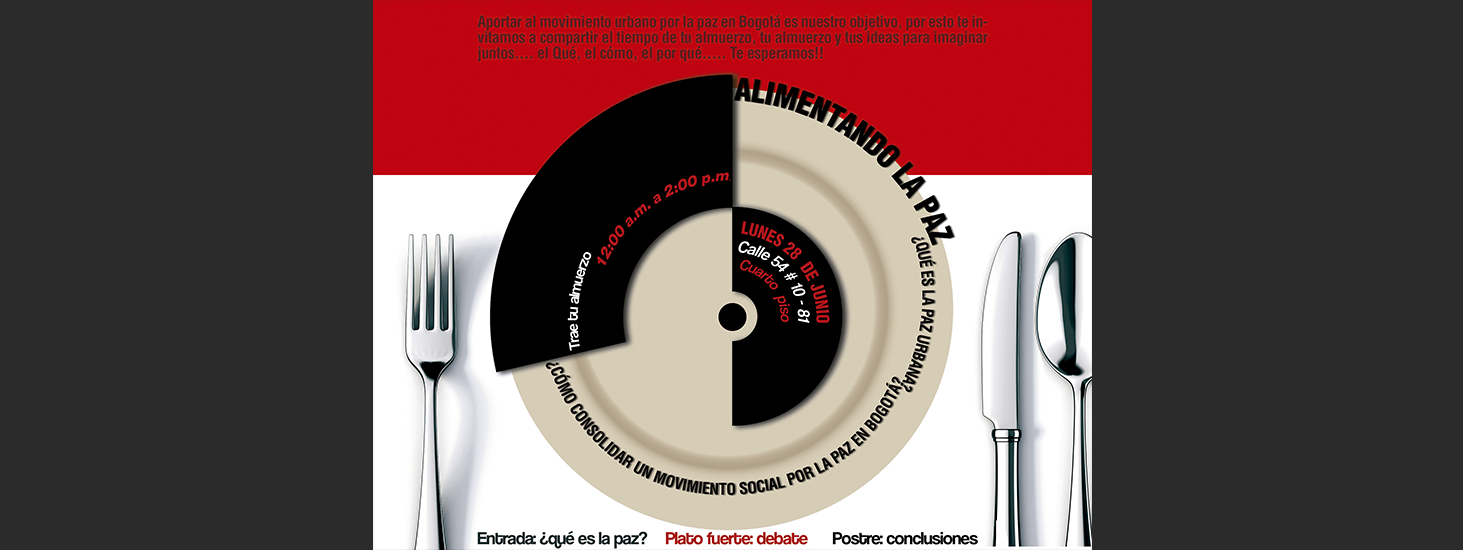 Aportar al movimiento urbano por la paz en Bogotá es nuestro objetivo, por esto te in-
vitamos a compartir el tiempo de tu almuerzo, tu almuerzo y tus ideas para imaginar
juntos.... el Qué, el cómo, el por qué..... Te esperamos!!
ALIMENTANDO LA PAZ
12:00 a.m. a 2:00 p.m
Trae tu almuerzo
LUNES 28 DE JUNIO
Calle 54 # 10 - 81
Cuarto piso
¿QUÉ ES LA PAZ URBANA?
¿CÓMO CONSOLIDAR UN MOVIMIENTO SOCIAL POR LA PAZ EN BOGOTÁ?
Entrada: ¿qué es la paz? Plato fuerte: debate Postre: conclusiones